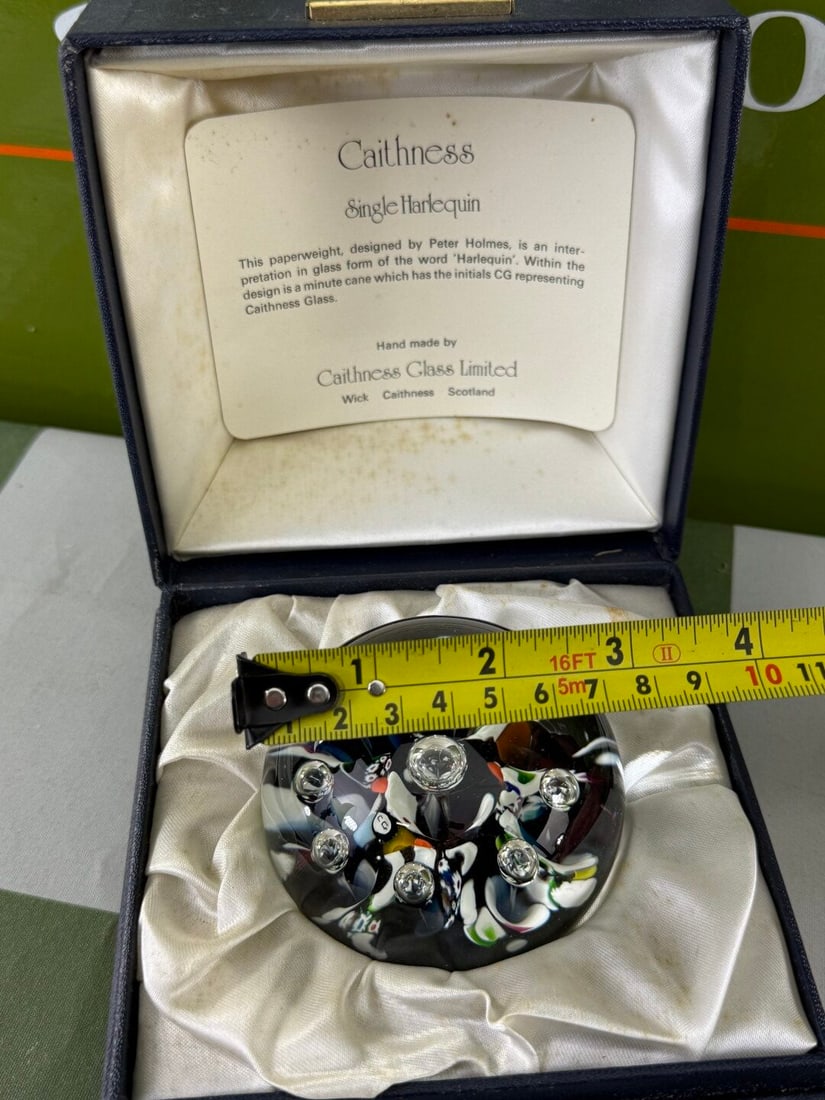 O
Caithness
Single Harlequin
This paperweight, designed by Peter Holmes, is an inter-
pretation in glass form of the word 'Harlequin'. Within the
design is a minute cane which has the initials CG representing
Caithness Glass.
Hand made by
Caithness Glass Limited
Wick Caithness Scotland
1 2 16FT 3 II 4
1 2 3 4 5 6 5m 7 8 9 10 11
CG